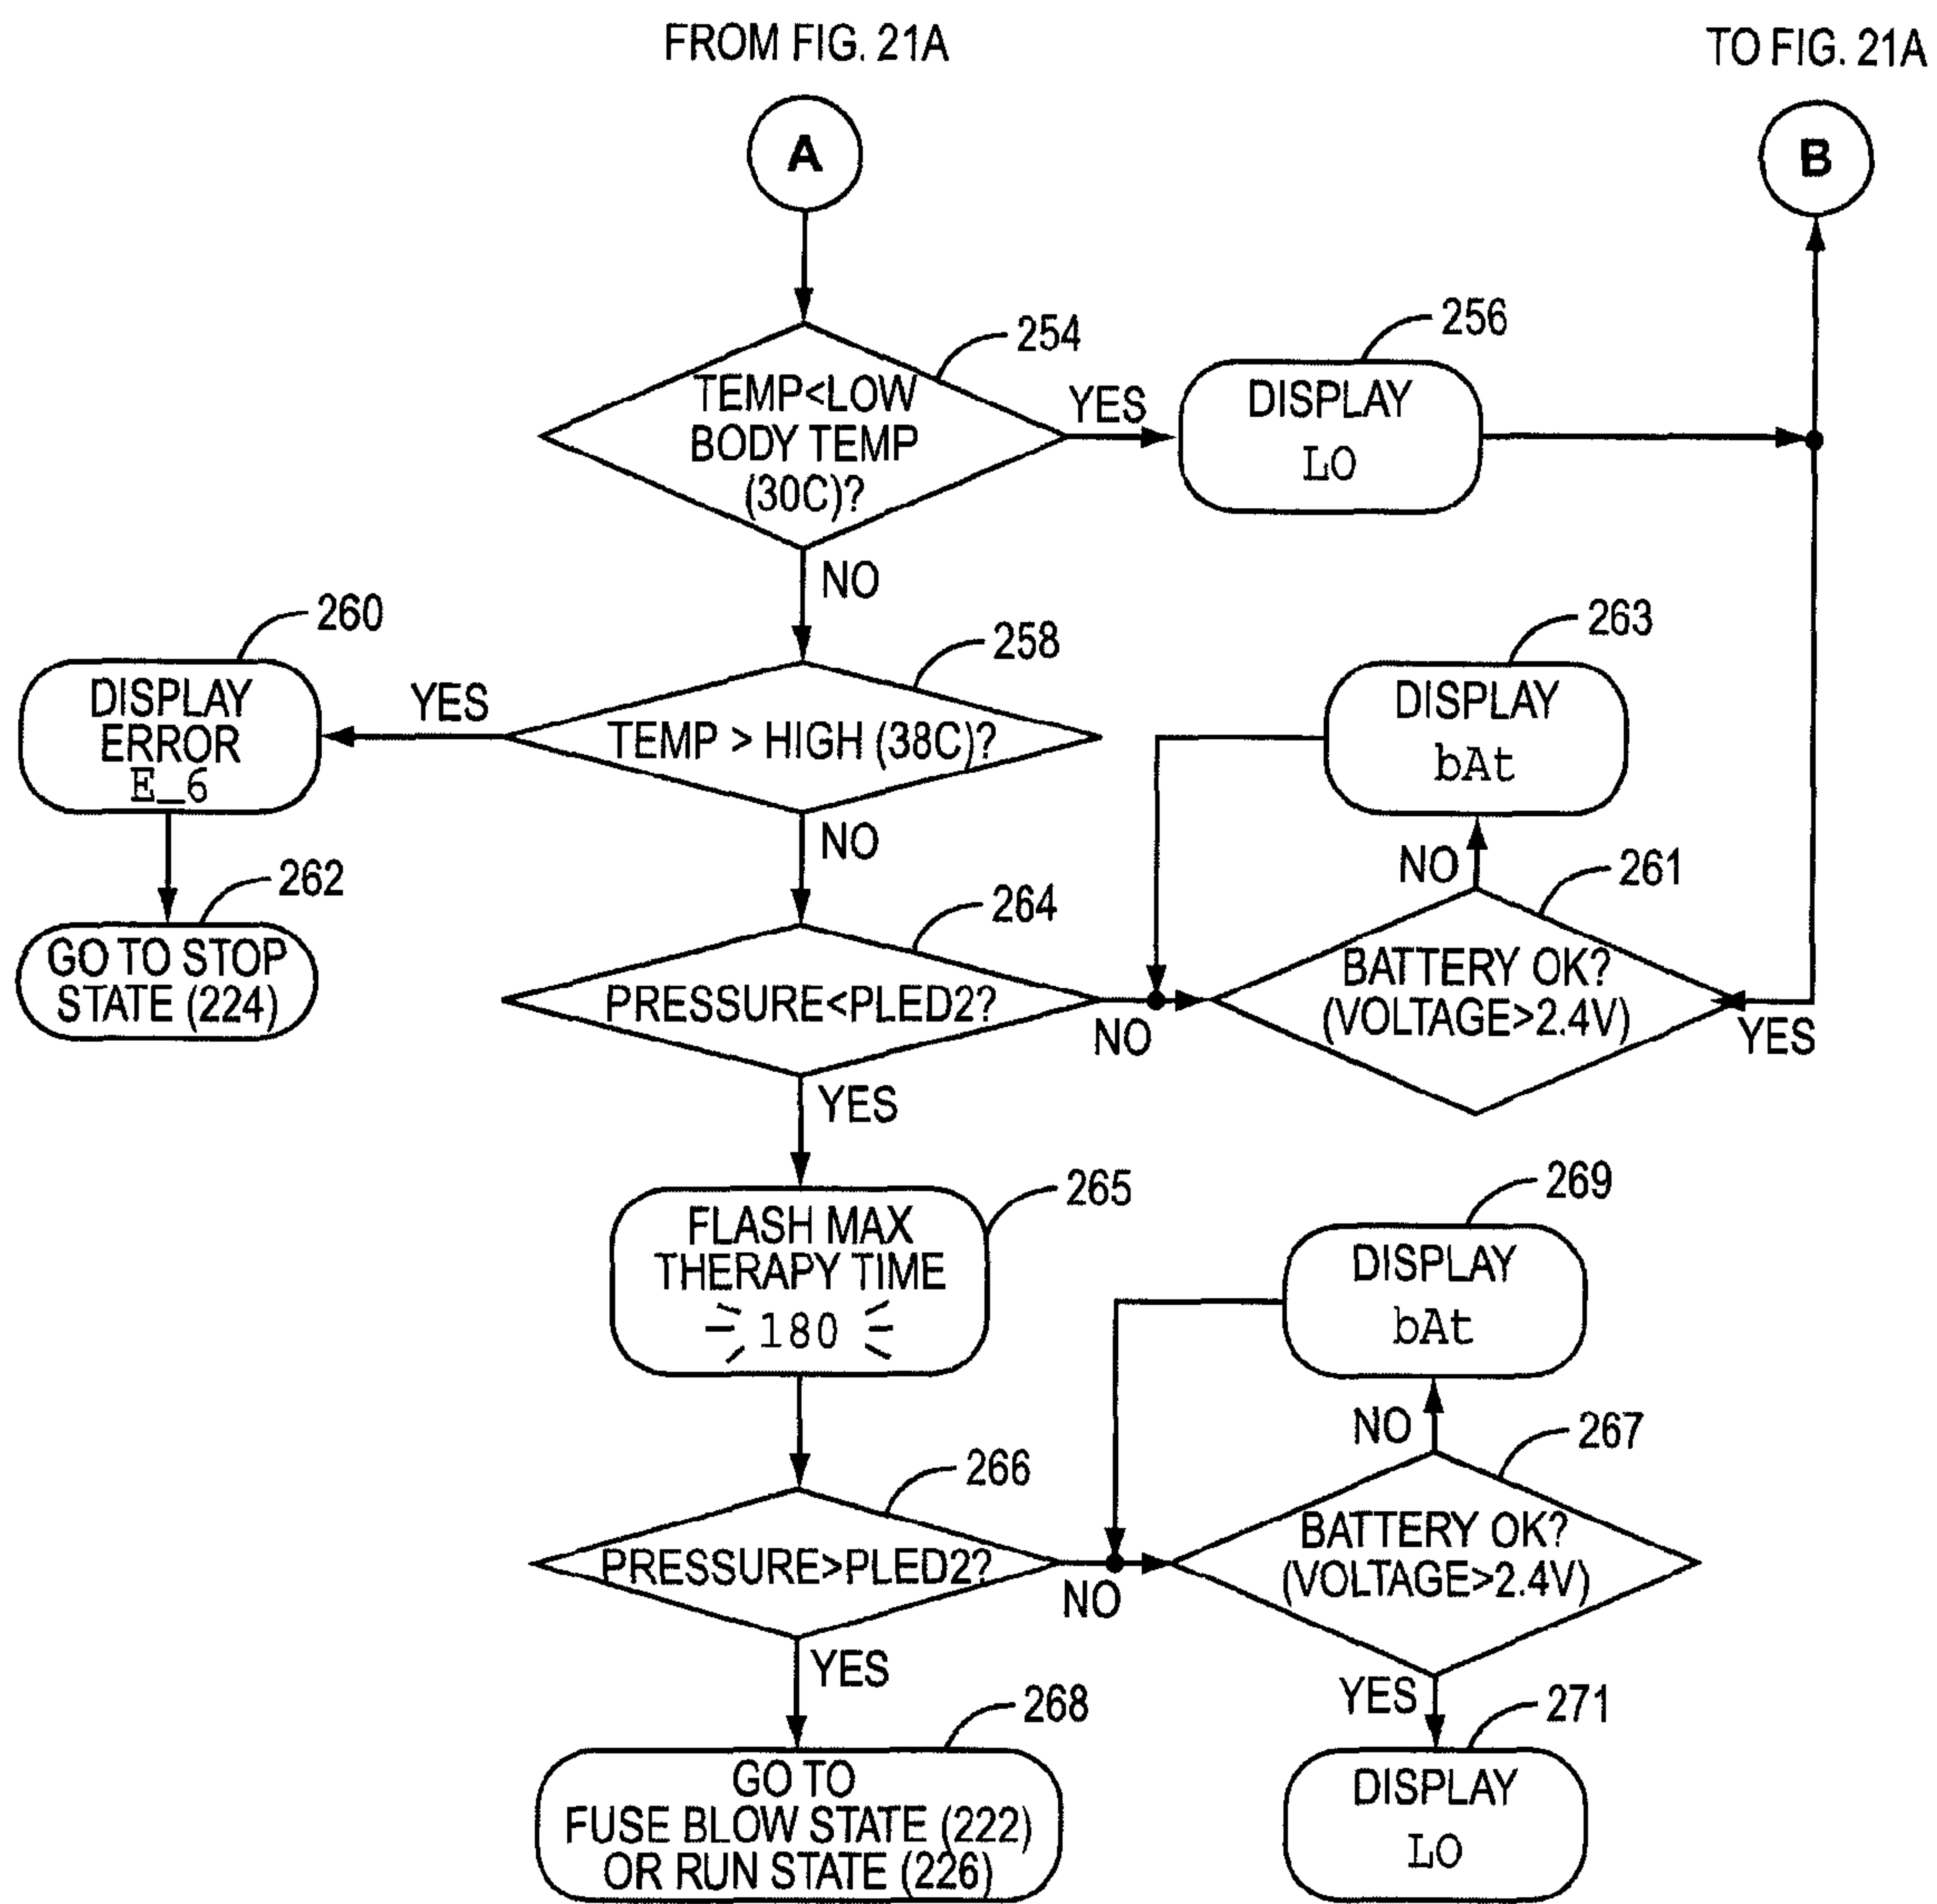 FROM FIG. 21A
TO FIG. 21A
A
B
254
TEMP<LOW
BODY TEMP
(30C)?
YES
256
DISPLAY
LO
NO
260
DISPLAY
ERROR
E_6
YES
258
TEMP > HIGH (38C)?
263
DISPLAY
bAt
NO
262
GO TO STOP
STATE (224)
264
PRESSURE<PLED2?
NO
NO
261
BATTERY OK?
(VOLTAGE>2.4V)
YES
YES
265
FLASH MAX
THERAPY TIME
180
269
DISPLAY
bAt
266
PRESSURE>PLED2?
NO
NO
267
BATTERY OK?
(VOLTAGE>2.4V)
YES
YES
268
GO TO
FUSE BLOW STATE (222)
OR RUN STATE (226)
271
DISPLAY
LO